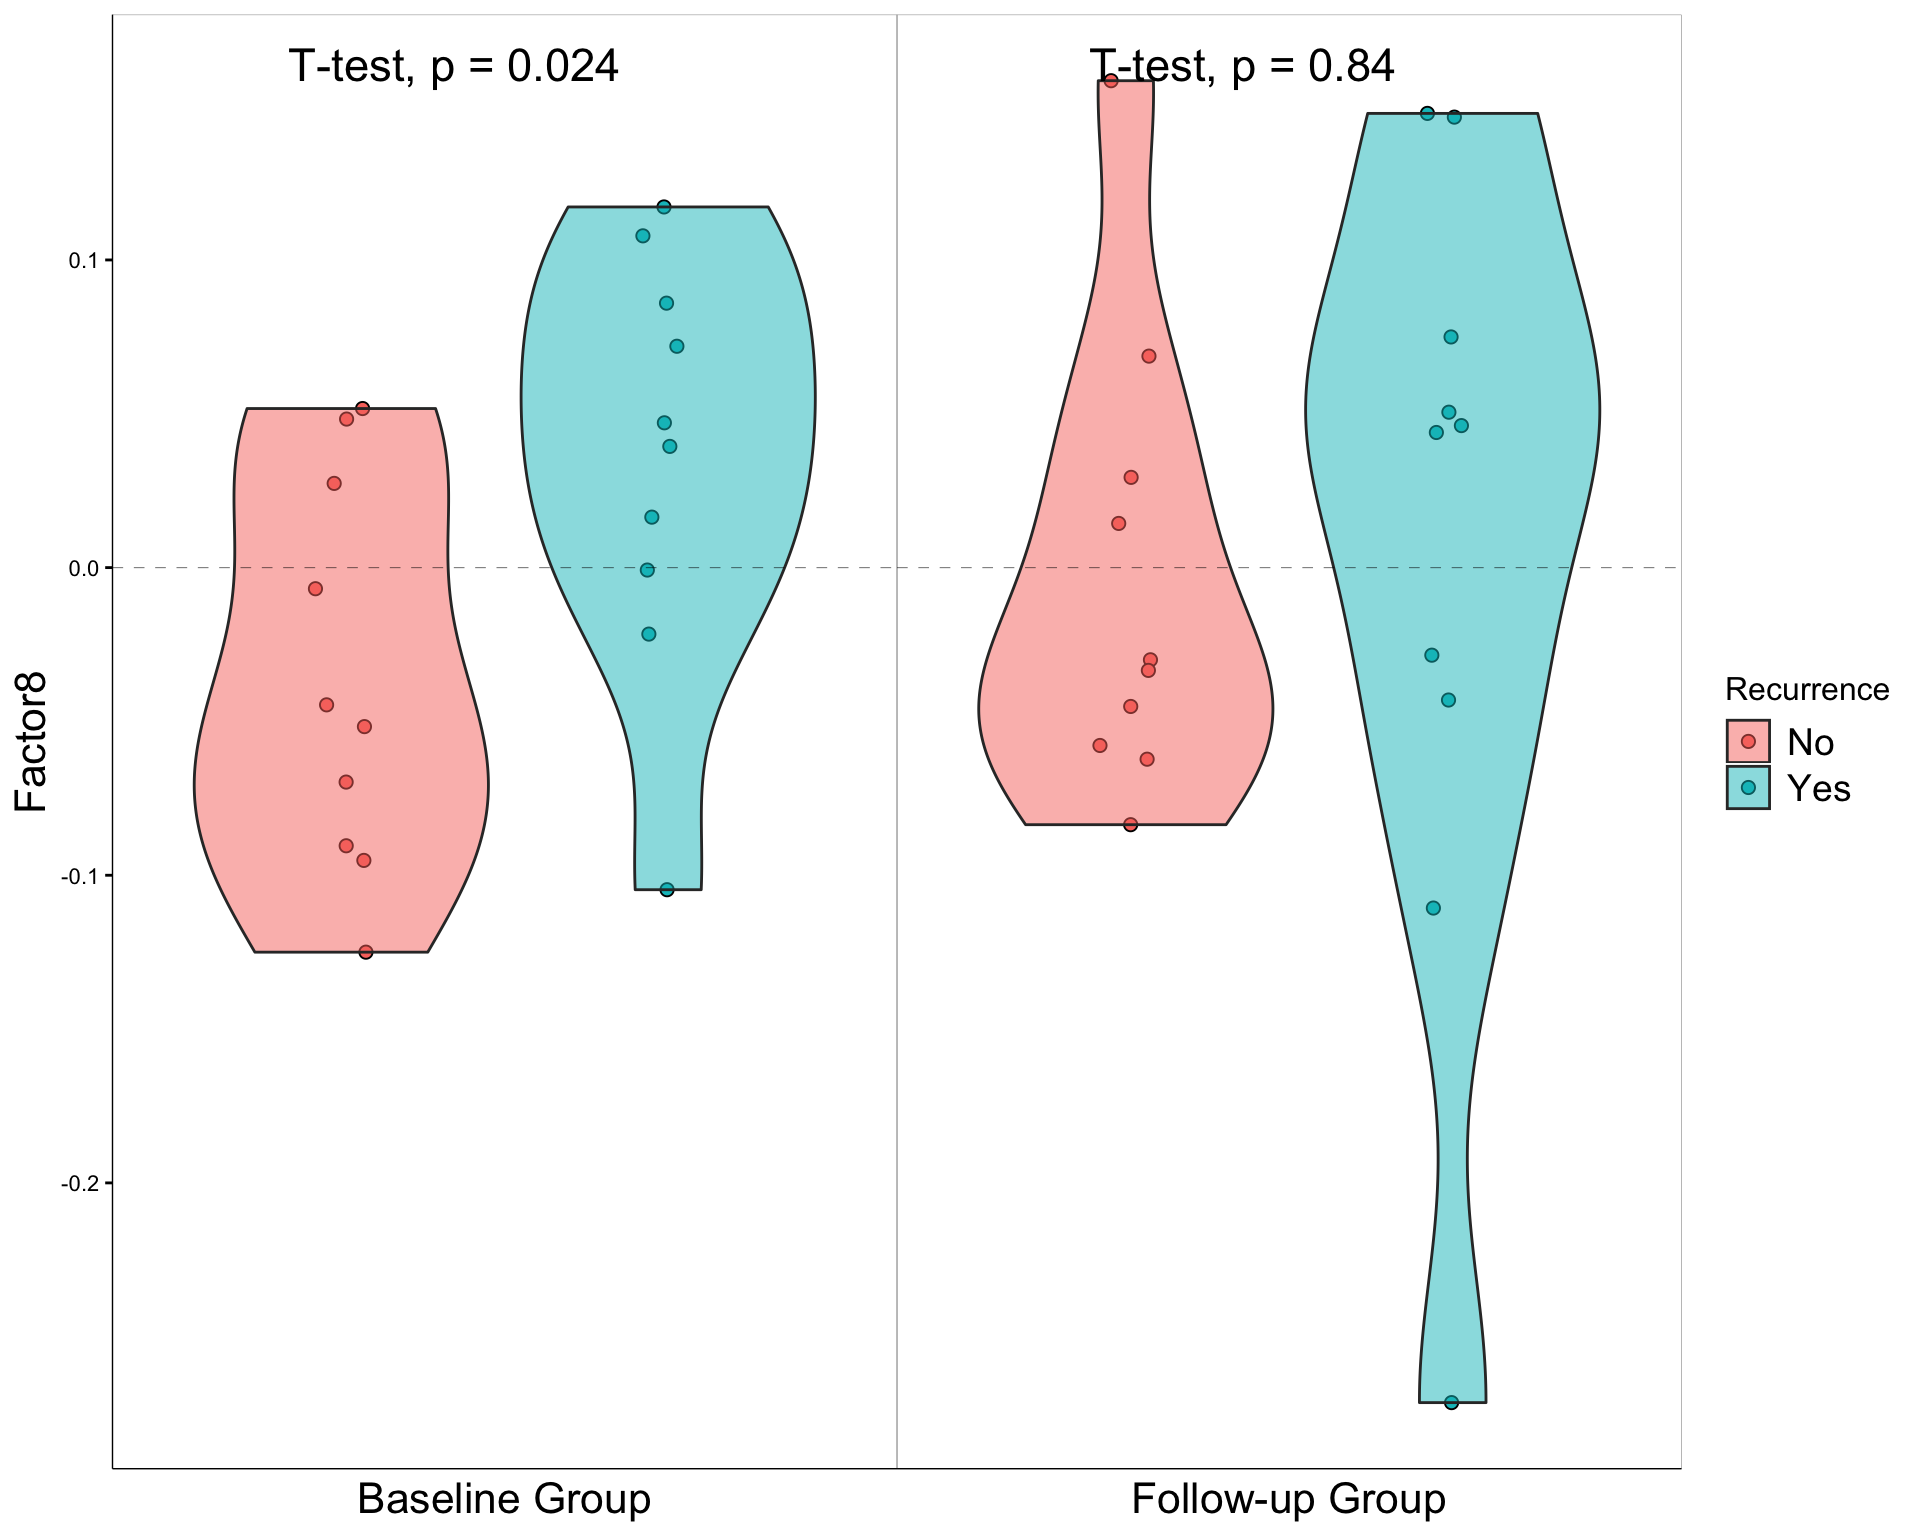 T-test, p = 0.024
T-test, p = 0.84
0.1
0.0
-0.1
-0.2
Factor8
Baseline Group
Follow-up Group
Recurrence
No
Yes